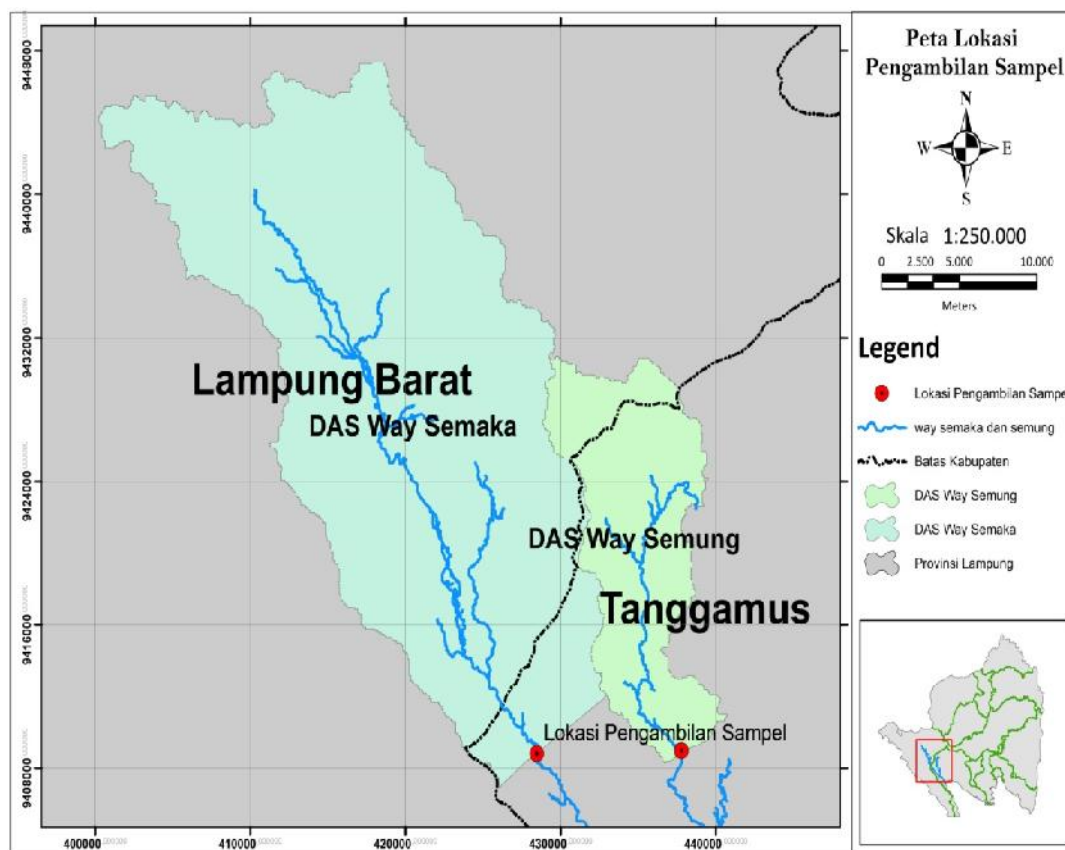 Peta Lokasi
Pengambilan Sampel
N
W
E
S
Skala 1:250.000
0 2.500 5.000 10.000
Meters
Legend
Lokasi Pengambilan Sampel
way semaka dan semung
Batas Kabupaten
DAS Way Semung
DAS Way Semaka
Provinsi Lampung
Lampung Barat
DAS Way Semaka
DAS Way Semung
Tanggamus
Lokasi Pengambilan Sampel
9448000
9440000
9432000
9424000
9416000
9408000
400000
410000
420000
430000
440000